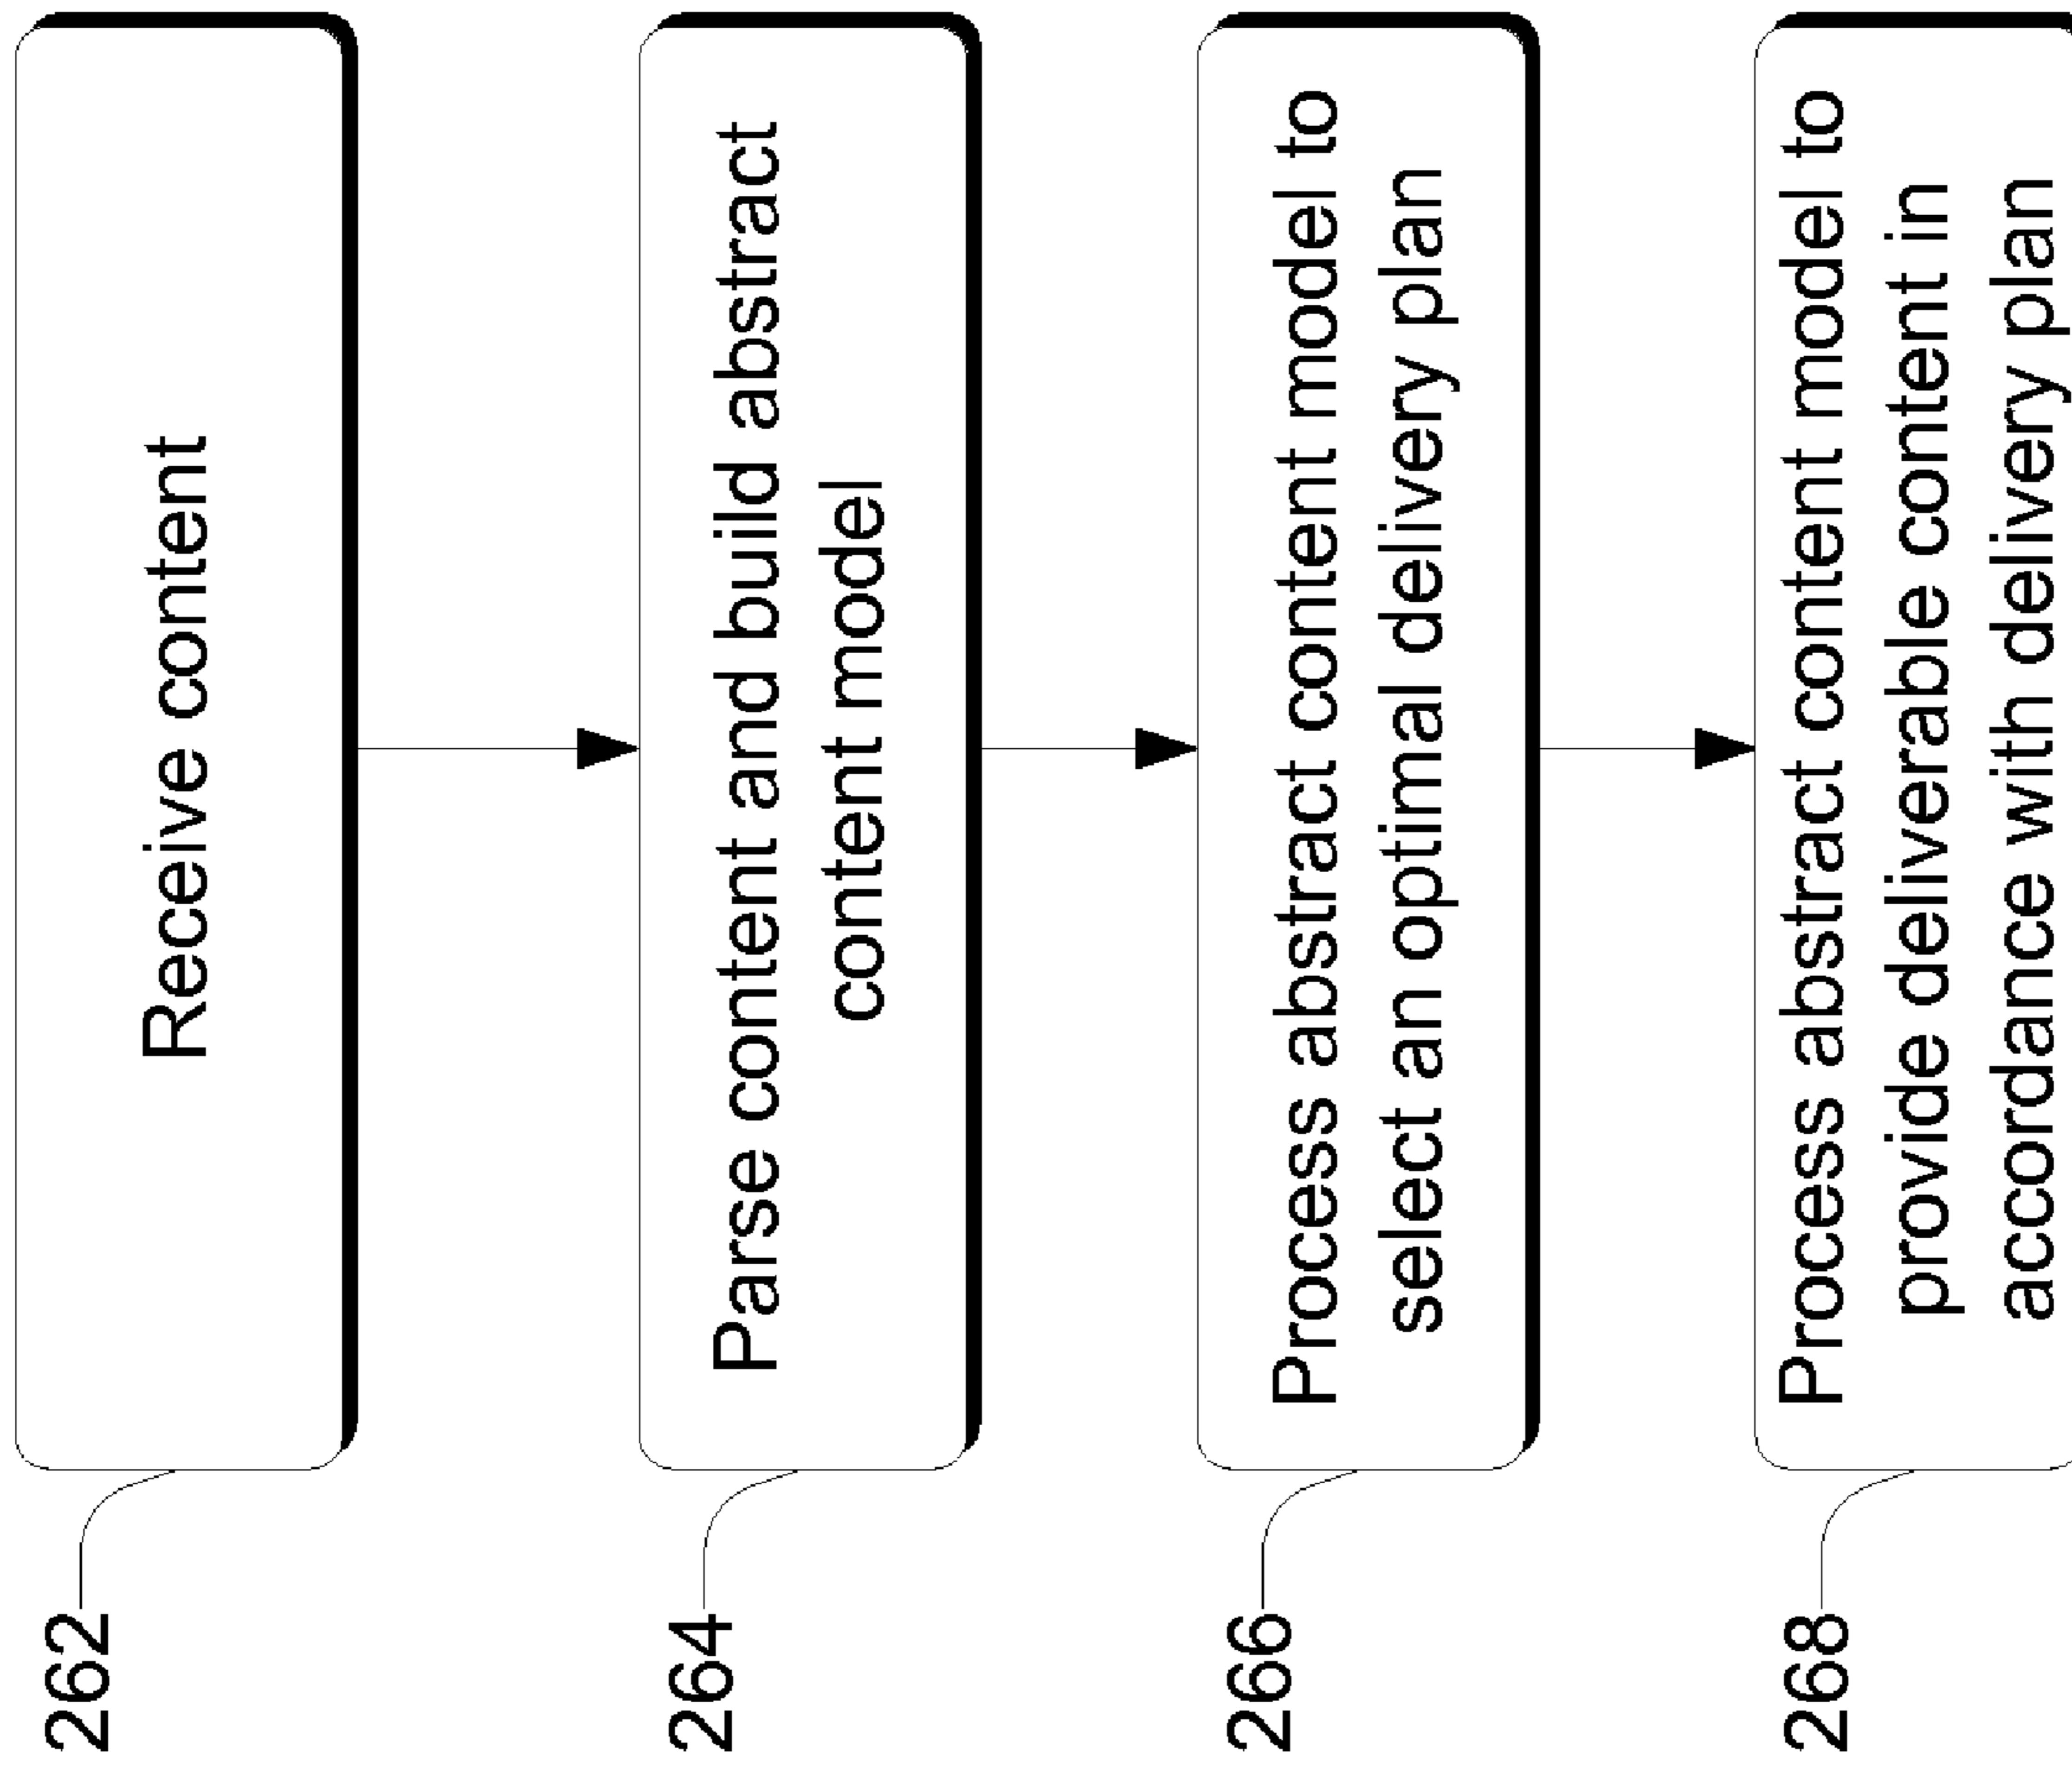 262
Receive content
264
Parse content and build abstract
content model
266
Process abstract content model to
select an optimal delivery plan
268
Process abstract content model to
provide deliverable content in
accordance with delivery plan